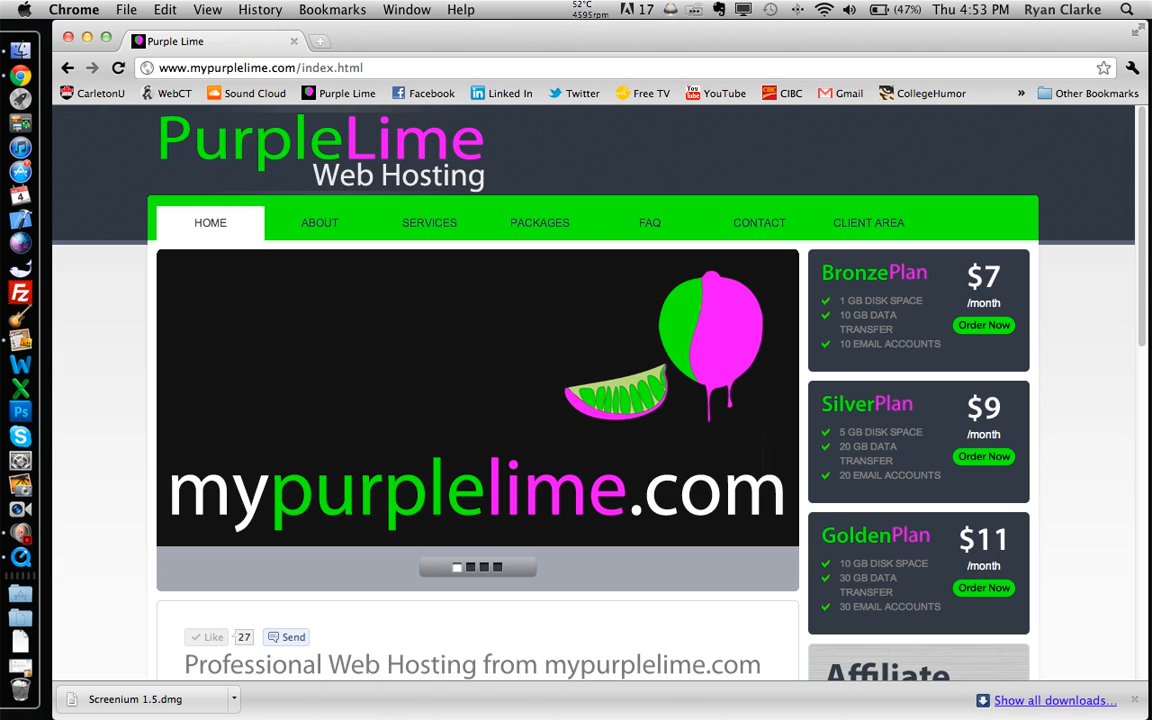 Chrome File Edit View History Bookmarks Window Help 52°C 4595rpm 17 (47%) Thu 4:53 PM Ryan Clarke
Purple Lime
www.mypurplelime.com/index.html
CarletonU WebCT Sound Cloud Purple Lime Facebook Linked In Twitter Free TV YouTube CIBC Gmail CollegeHumor » Other Bookmarks
PurpleLime
Web Hosting
HOME ABOUT SERVICES PACKAGES FAQ CONTACT CLIENT AREA
mypurplelime.com
BronzePlan
1 GB DISK SPACE
10 GB DATA
TRANSFER
10 EMAIL ACCOUNTS
$7
/month
Order Now
SilverPlan
5 GB DISK SPACE
20 GB DATA
TRANSFER
20 EMAIL ACCOUNTS
$9
/month
Order Now
GoldenPlan
10 GB DISK SPACE
30 GB DATA
TRANSFER
30 EMAIL ACCOUNTS
$11
/month
Order Now
Like 27 Send
Professional Web Hosting from mypurplelime.com
Affiliate
Screenium 1.5.dmg
Show all downloads...